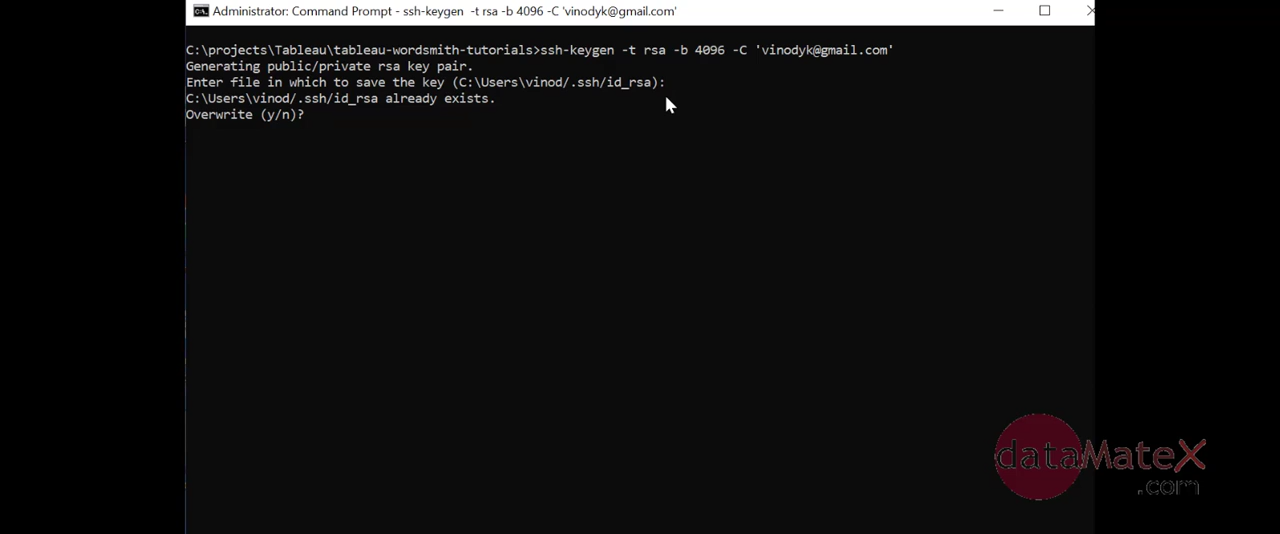 Administrator: Command Prompt - ssh-keygen  -t rsa -b 4096 -C 'vinodyk@gmail.com'
C:\projects\Tableau\tableau-wordsmith-tutorials>ssh-keygen -t rsa -b 4096 -C 'vinodyk@gmail.com'
Generating public/private rsa key pair.
Enter file in which to save the key (C:\Users\vinod/.ssh/id_rsa):
C:\Users\vinod/.ssh/id_rsa already exists.
Overwrite (y/n)?
dataMateX
.com